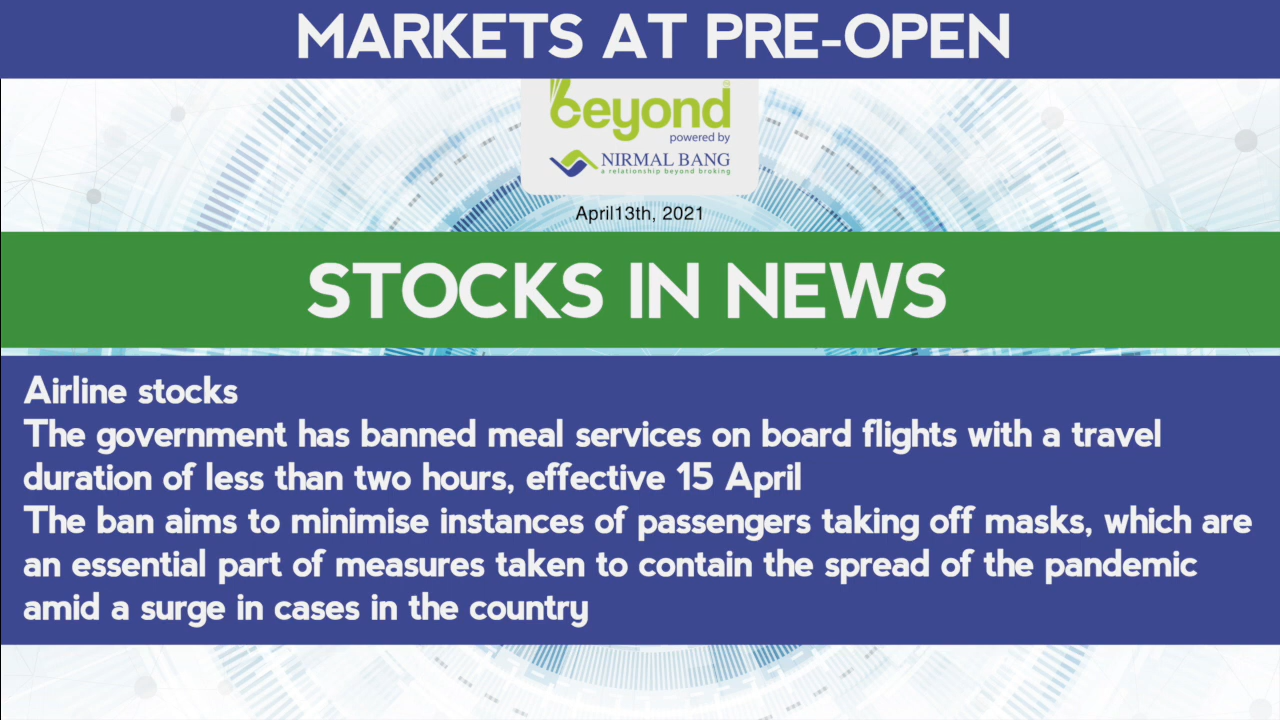 MARKETS AT PRE-OPEN
beyond
powered by
NIRMAL BANG
a relationship beyond broking
April13th, 2021
STOCKS IN NEWS
Airline stocks
The government has banned meal services on board flights with a travel
duration of less than two hours, effective 15 April
The ban aims to minimise instances of passengers taking off masks, which are
an essential part of measures taken to contain the spread of the pandemic
amid a surge in cases in the country